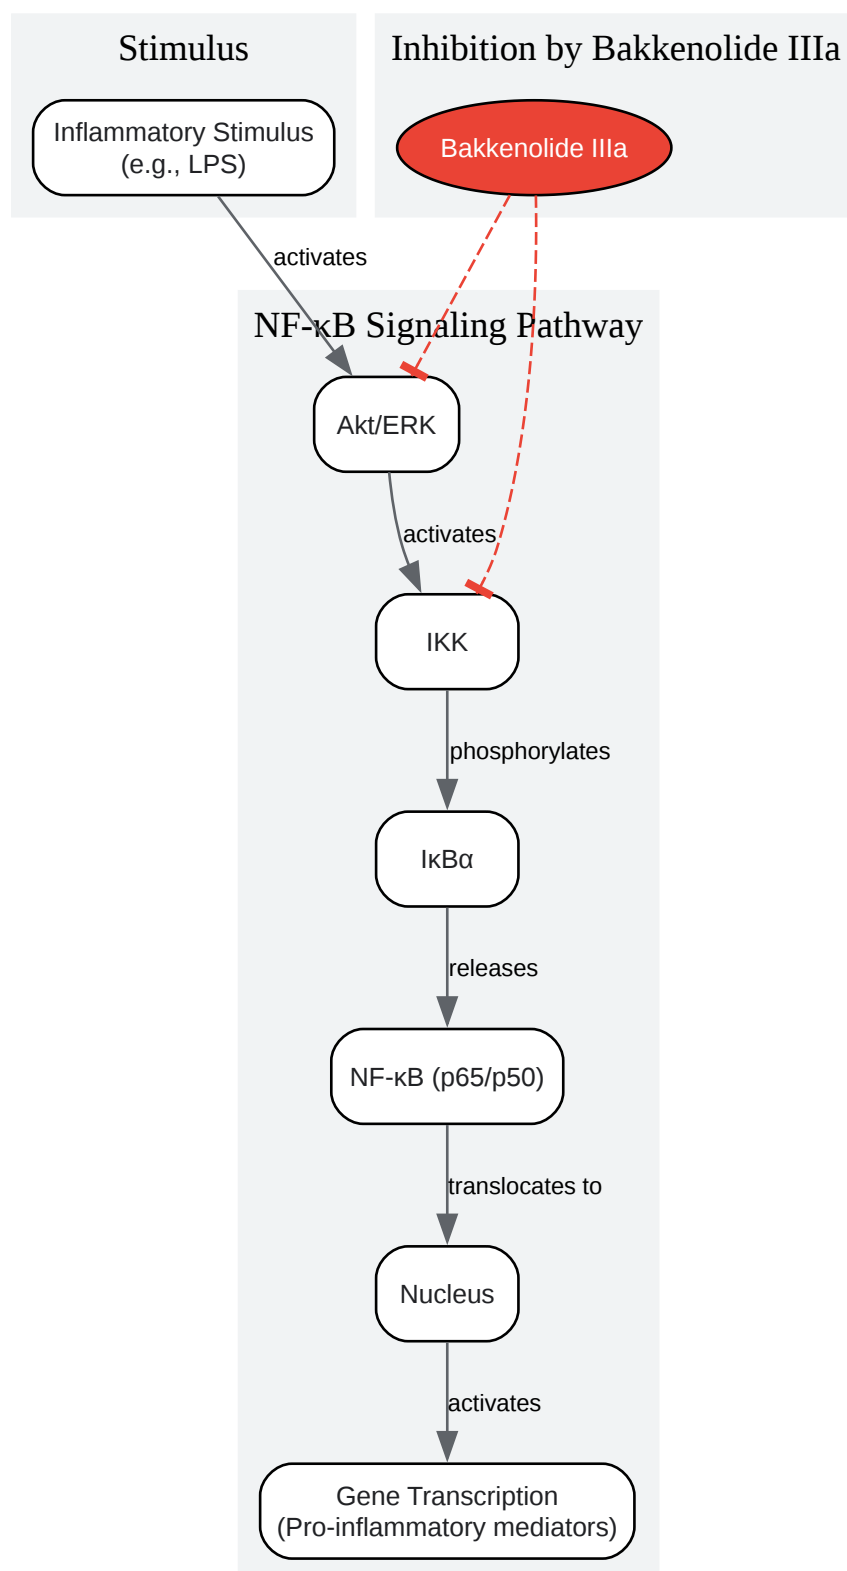 Stimulus
Inhibition by Bakkenolide IIIa
Inflammatory Stimulus
(e.g., LPS)
Bakkenolide IIIa
activates
NF-κB Signaling Pathway
Akt/ERK
activates
IKK
phosphorylates
IκBα
releases
NF-κB (p65/p50)
translocates to
Nucleus
activates
Gene Transcription
(Pro-inflammatory mediators)